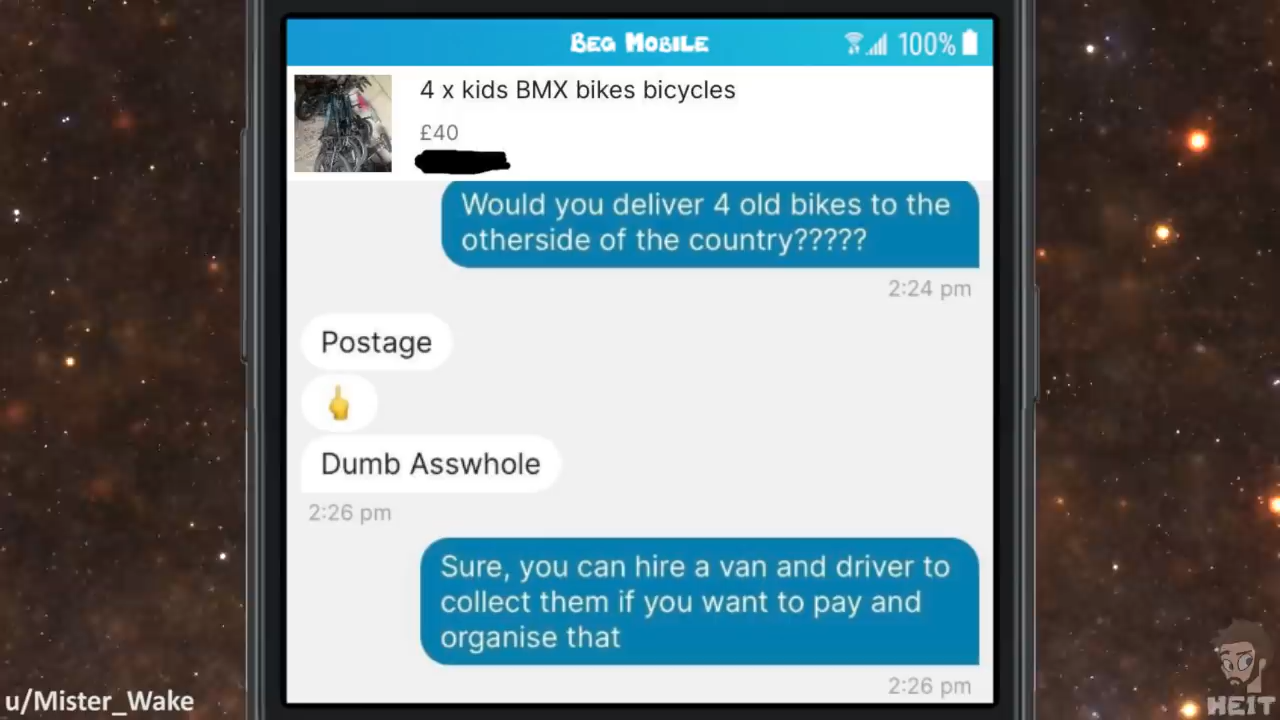 BEG MOBILE
100%
4 x kids BMX bikes bicycles
£40
Would you deliver 4 old bikes to the
otherside of the country?????
2:24 pm
Postage
🖕
Dumb Asswhole
2:26 pm
Sure, you can hire a van and driver to
collect them if you want to pay and
organise that
2:26 pm
u/Mister_Wake
HEIT